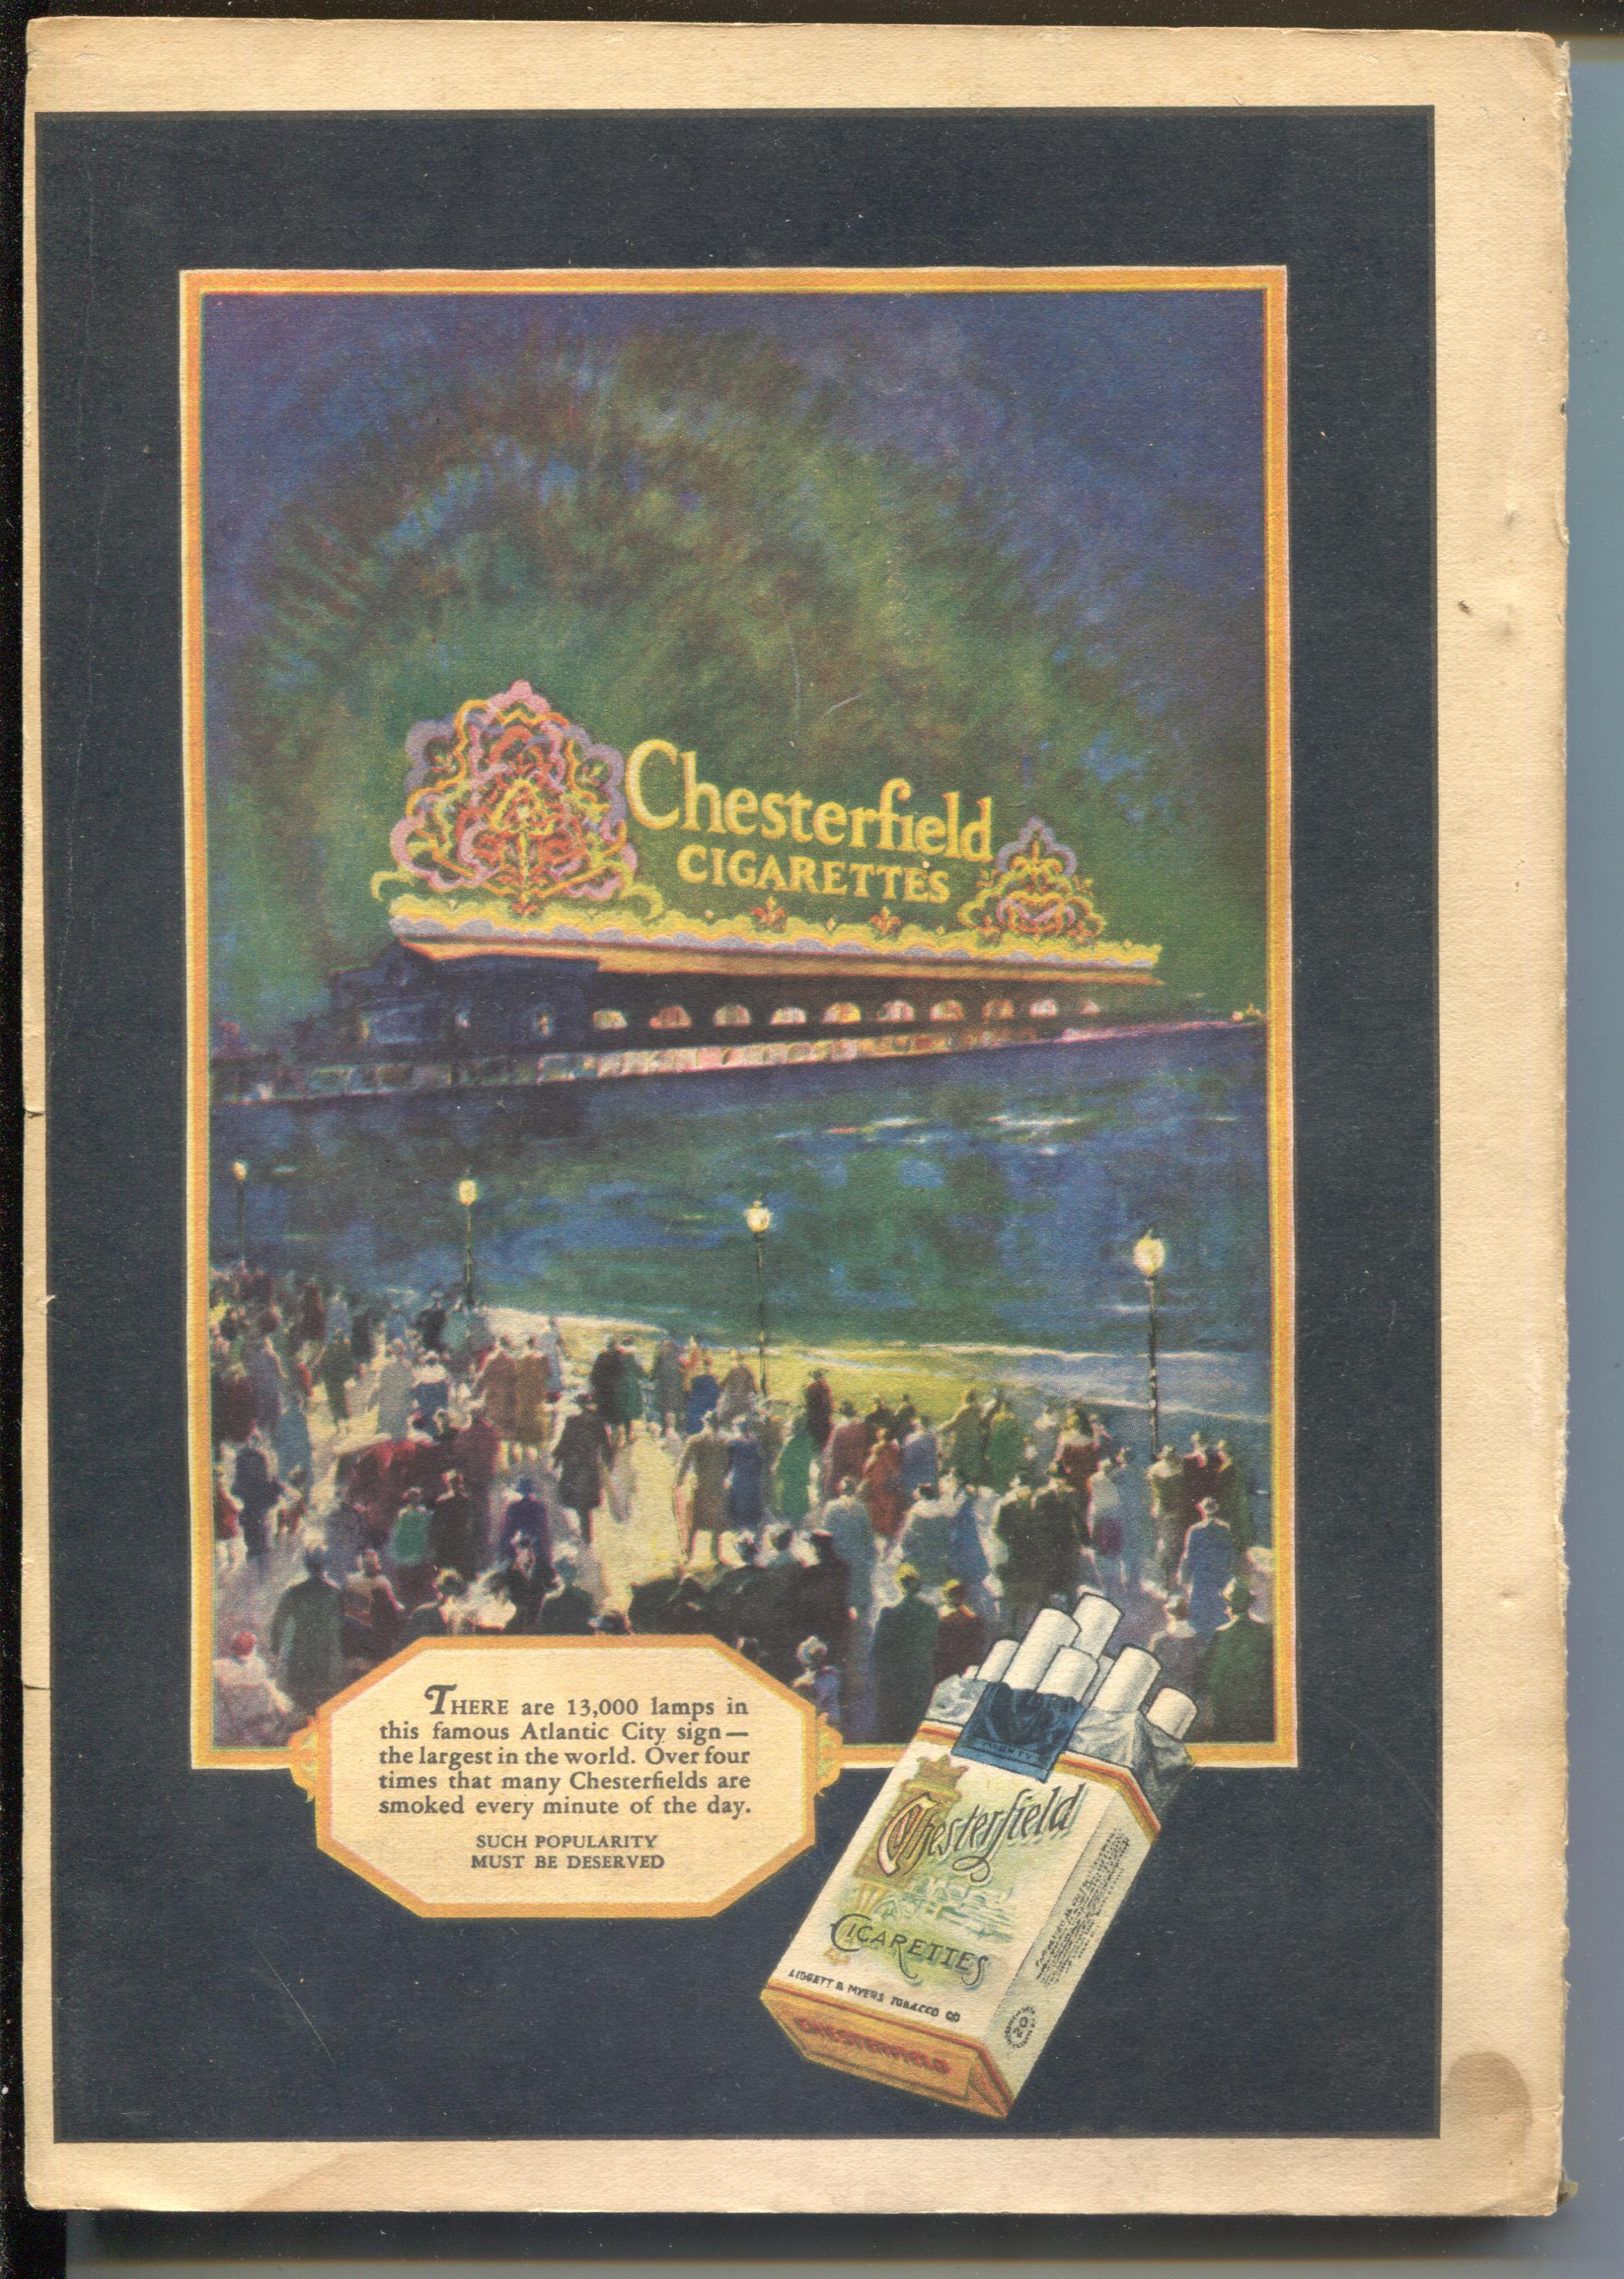 Chesterfield
CIGARETTES
THERE are 13,000 lamps in
this famous Atlantic City sign—
the largest in the world. Over four
times that many Chesterfields are
smoked every minute of the day.
SUCH POPULARITY
MUST BE DESERVED
Chesterfield
CIGARETTES
LIGGETT & MYERS TOBACCO CO
CHESTERFIELD
20